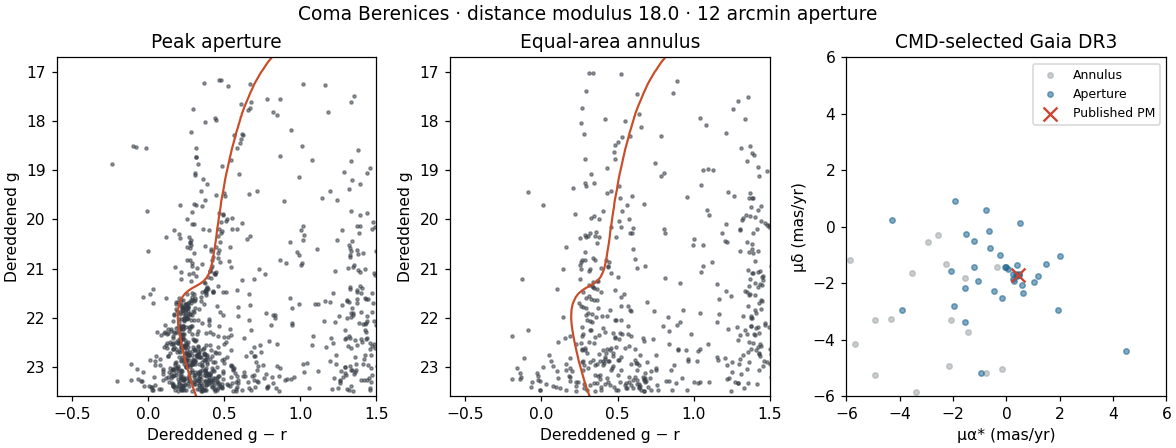 Coma Berenices · distance modulus 18.0 · 12 arcmin aperture
Peak aperture
Equal-area annulus
CMD-selected Gaia DR3
Dereddened g
17
18
19
20
21
22
23
−0.5
0.0
0.5
1.0
1.5
Dereddened g − r
Dereddened g
17
18
19
20
21
22
23
−0.5
0.0
0.5
1.0
1.5
Dereddened g − r
μδ (mas/yr)
6
4
2
0
−2
−4
−6
Annulus
Aperture
Published PM
−6
−4
−2
0
2
4
6
μα* (mas/yr)